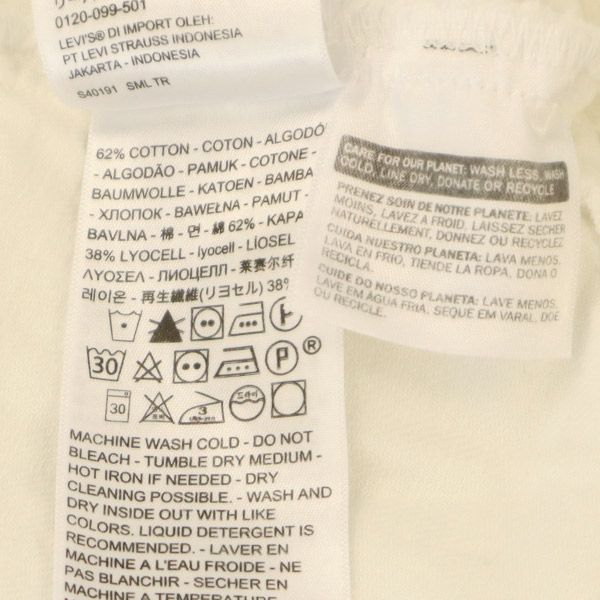 0120-099-501
LEVI'S® DI IMPORT OLEH:
PT LEVI STRAUSS INDONESIA
JAKARTA - INDONESIA
S40191 SML TR
62% COTTON - COTON - ALGODÓ
- ALGODÃO - PAMUK - COTONE -
BAUMWOLLE - KATOEN - BAMBA
- ХЛОПОК - BAWEŁNA - PAMUT -
BAVLNA - 棉 - 면 - 綿 62% - KAPA
38% LYOCELL - lyocell - LİOSEL
ΛΥΟΣΕΛ - ЛИОЦЕЛЛ - 莱赛尔纤
레이온 - 再生繊維(リヨセル) 38%
30
P
®
30
3
MACHINE WASH COLD - DO NOT
BLEACH - TUMBLE DRY MEDIUM -
HOT IRON IF NEEDED - DRY
CLEANING POSSIBLE. - WASH AND
DRY INSIDE OUT WITH LIKE
COLORS. LIQUID DETERGENT IS
RECOMMENDED. - LAVER EN
MACHINE A L'EAU FROIDE - NE
PAS BLANCHIR - SECHER EN
MACHINE A TEMPERATURE
CARE FOR OUR PLANET: WASH LESS, WASH
COLD, LINE DRY, DONATE OR RECYCLE
PRENEZ SOIN DE NOTRE PLANETE: LAVEZ
MOINS, LAVEZ A FROID, LAISSEZ SECHER
NATURELLEMENT, DONNEZ OU RECYCLEZ
CUIDA NUESTRO PLANETA: LAVA MENOS,
LAVA EN FRIO, TIENDE LA ROPA, DONA O
RECICLA.
CUIDE DO NOSSO PLANETA: LAVE MENOS,
LAVE EM ÁGUA FRIA, SEQUE EM VARAL, DOE
OU RECICLE.